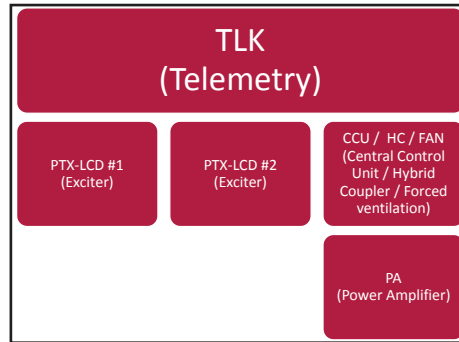 TLK
(Telemetry)
PTX-LCD #1
(Exciter)
PTX-LCD #2
(Exciter)
CCU / HC / FAN
(Central Control
Unit / Hybrid
Coupler / Forced
ventilation)
PA
(Power Amplifier)